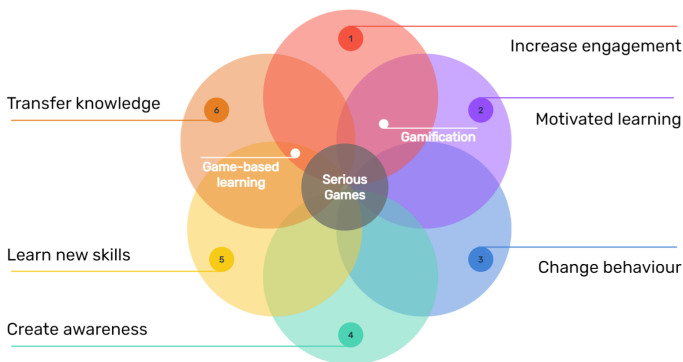 1
Increase engagement
Transfer knowledge
6
2
Motivated learning
Gamification
Game-based
learning
Serious
Games
Learn new skills
5
3
Change behaviour
Create awareness
4